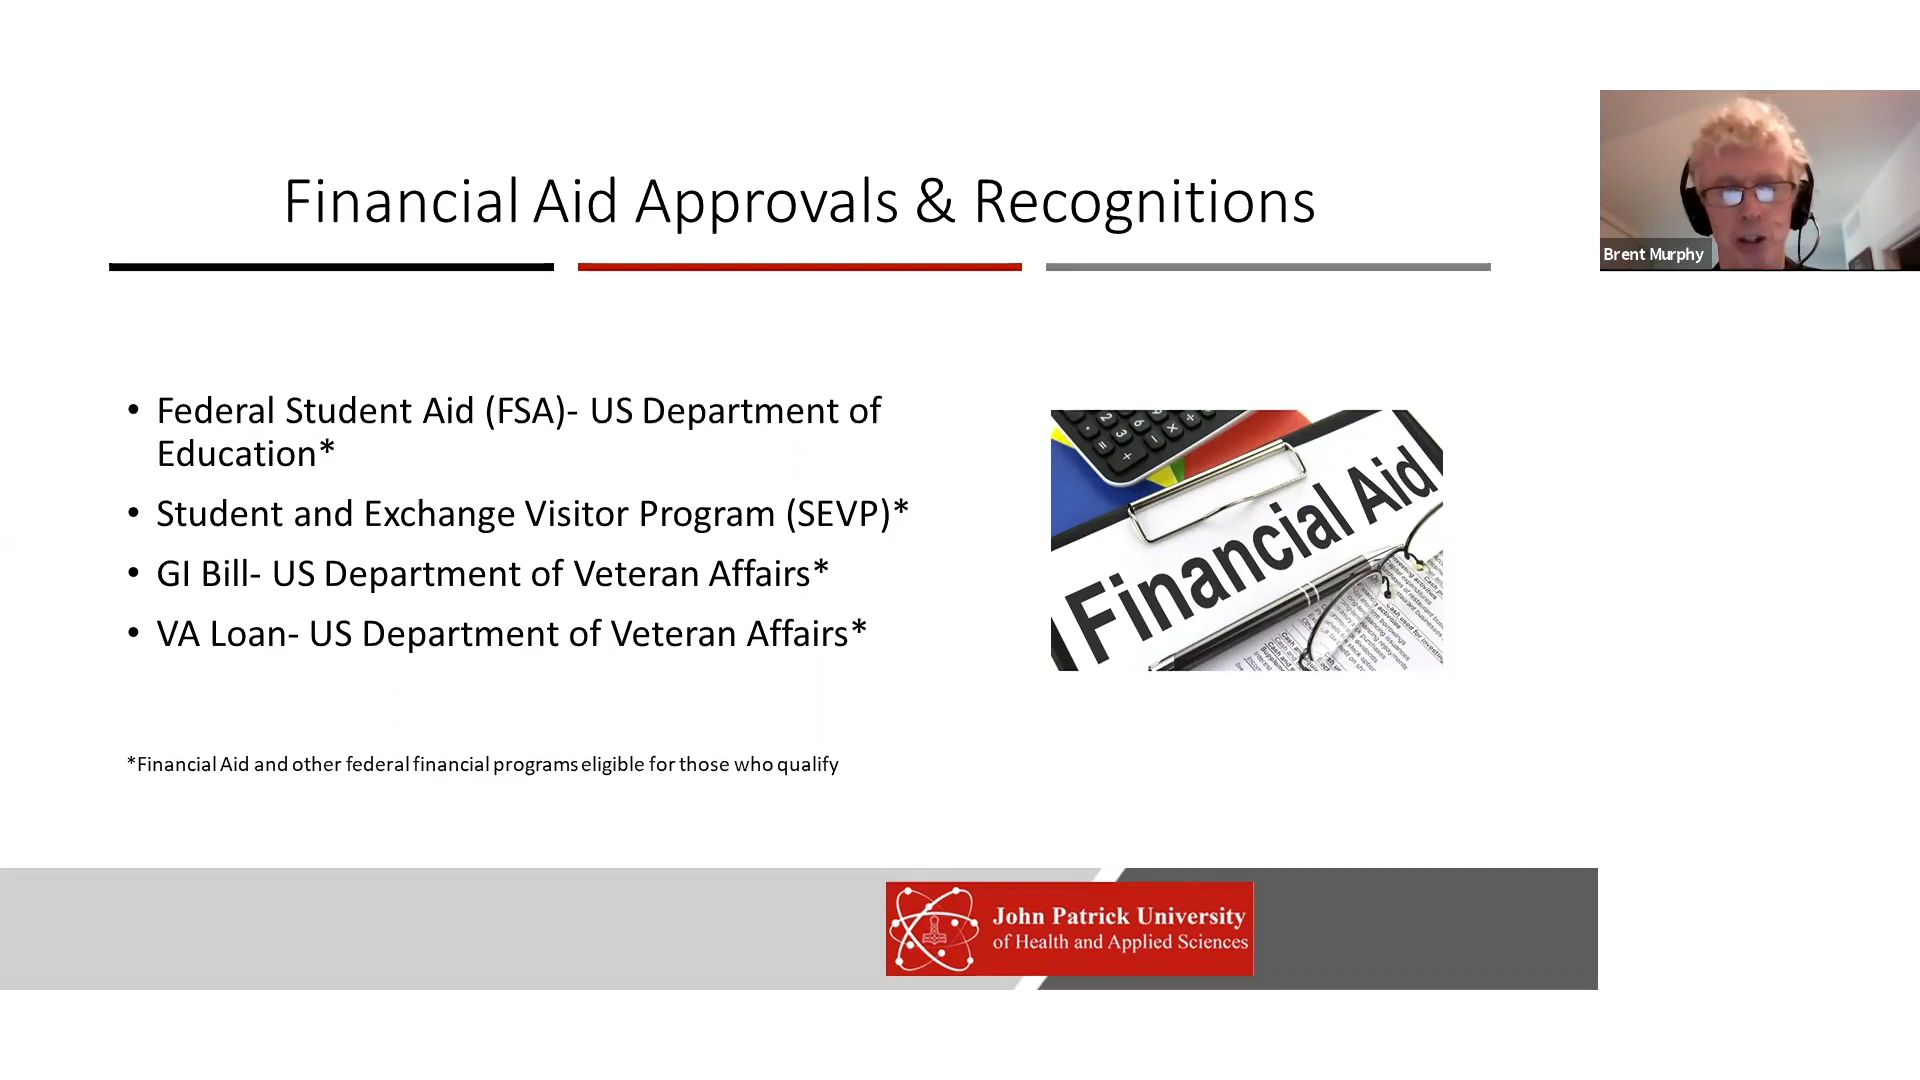 Financial Aid Approvals & Recognitions
Brent Murphy
• Federal Student Aid (FSA)- US Department of
Education*
• Student and Exchange Visitor Program (SEVP)*
• GI Bill- US Department of Veteran Affairs*
• VA Loan- US Department of Veteran Affairs*
Financial Aid
*Financial Aid and other federal financial programs eligible for those who qualify
John Patrick University
of Health and Applied Sciences